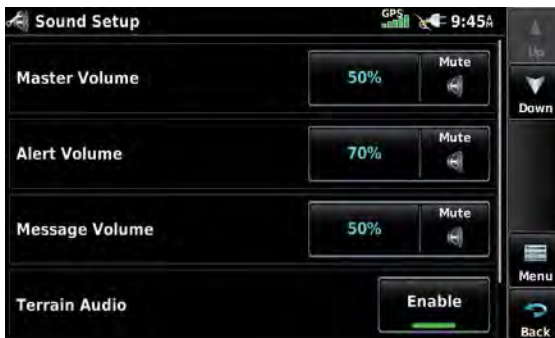 Sound Setup GPS 9:45A
Up
Master Volume 50% Mute
Down
Alert Volume 70% Mute
Message Volume 50% Mute
Menu
Terrain Audio Enable
Back